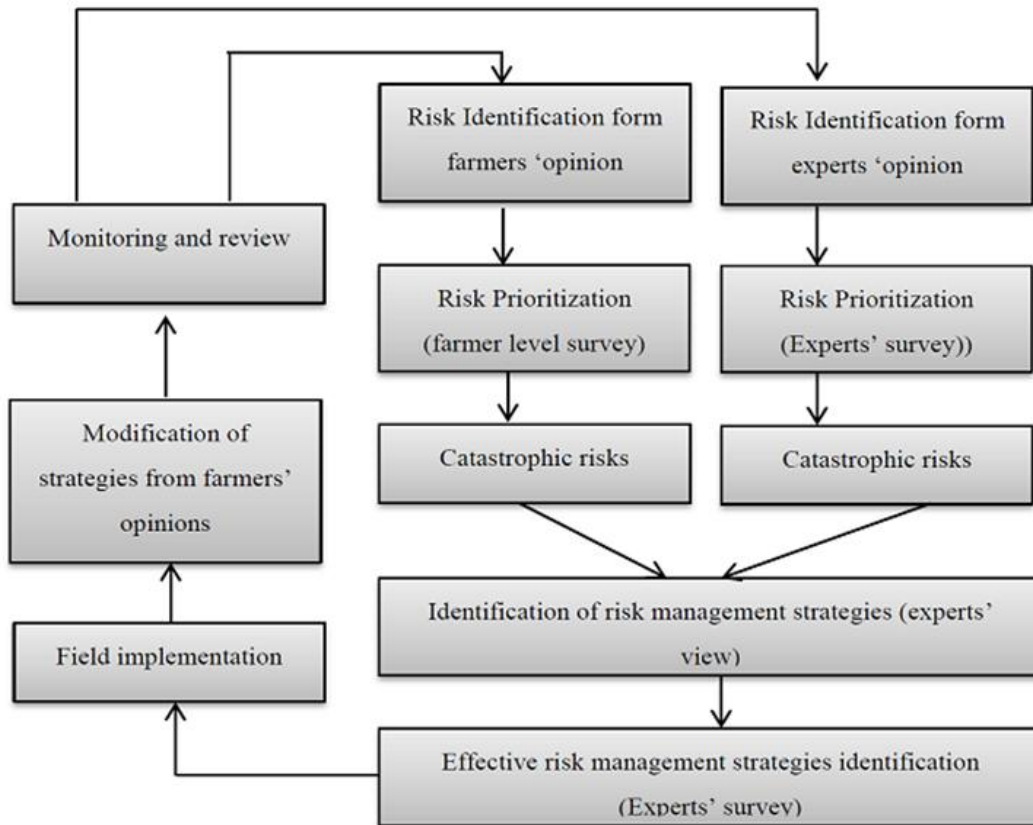 Risk Identification form
farmers ‘opinion
Risk Identification form
experts ‘opinion
Monitoring and review
Risk Prioritization
(farmer level survey)
Risk Prioritization
(Experts’ survey))
Modification of
strategies from farmers’
opinions
Catastrophic risks
Catastrophic risks
Identification of risk management strategies (experts’
view)
Field implementation
Effective risk management strategies identification
(Experts’ survey)